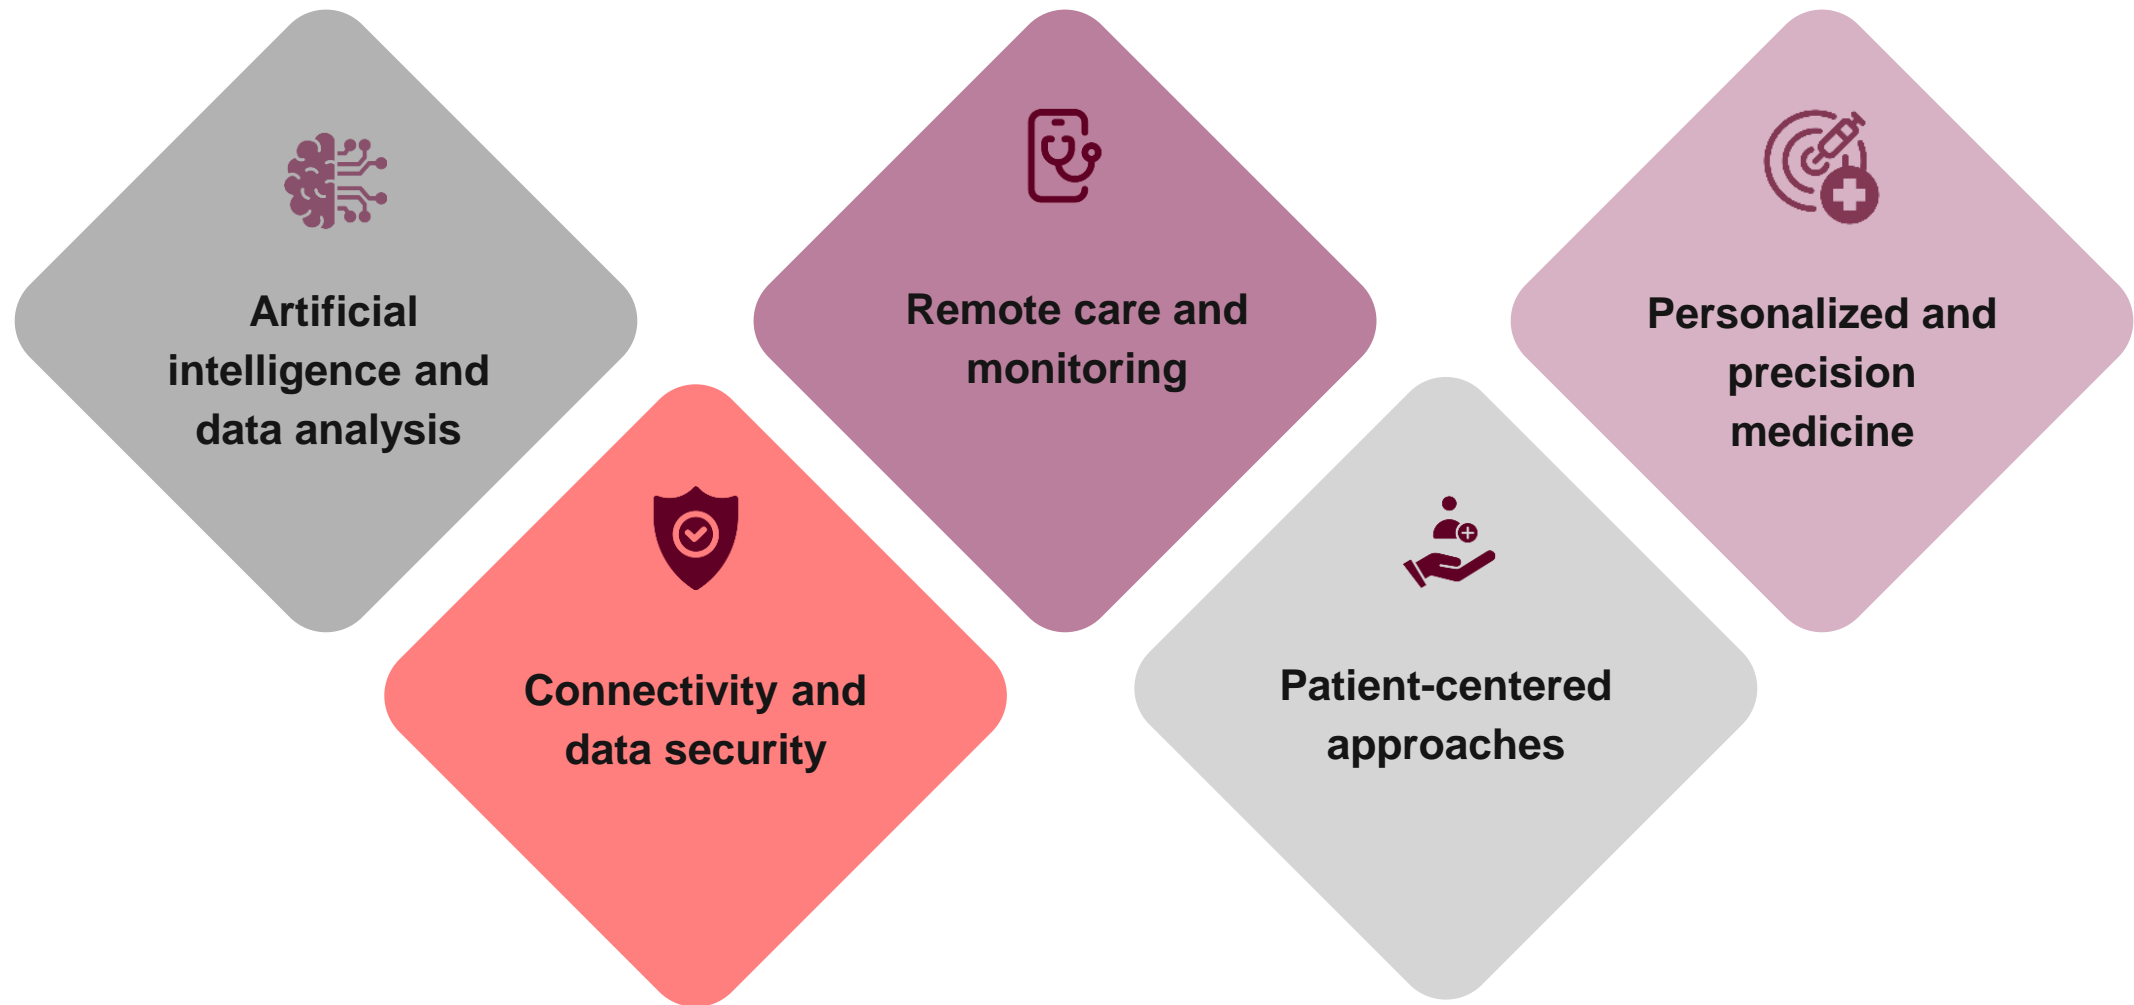 Artificial
intelligence and
data analysis
Connectivity and
data security
Remote care and
monitoring
Patient-centered
approaches
Personalized and
precision
medicine